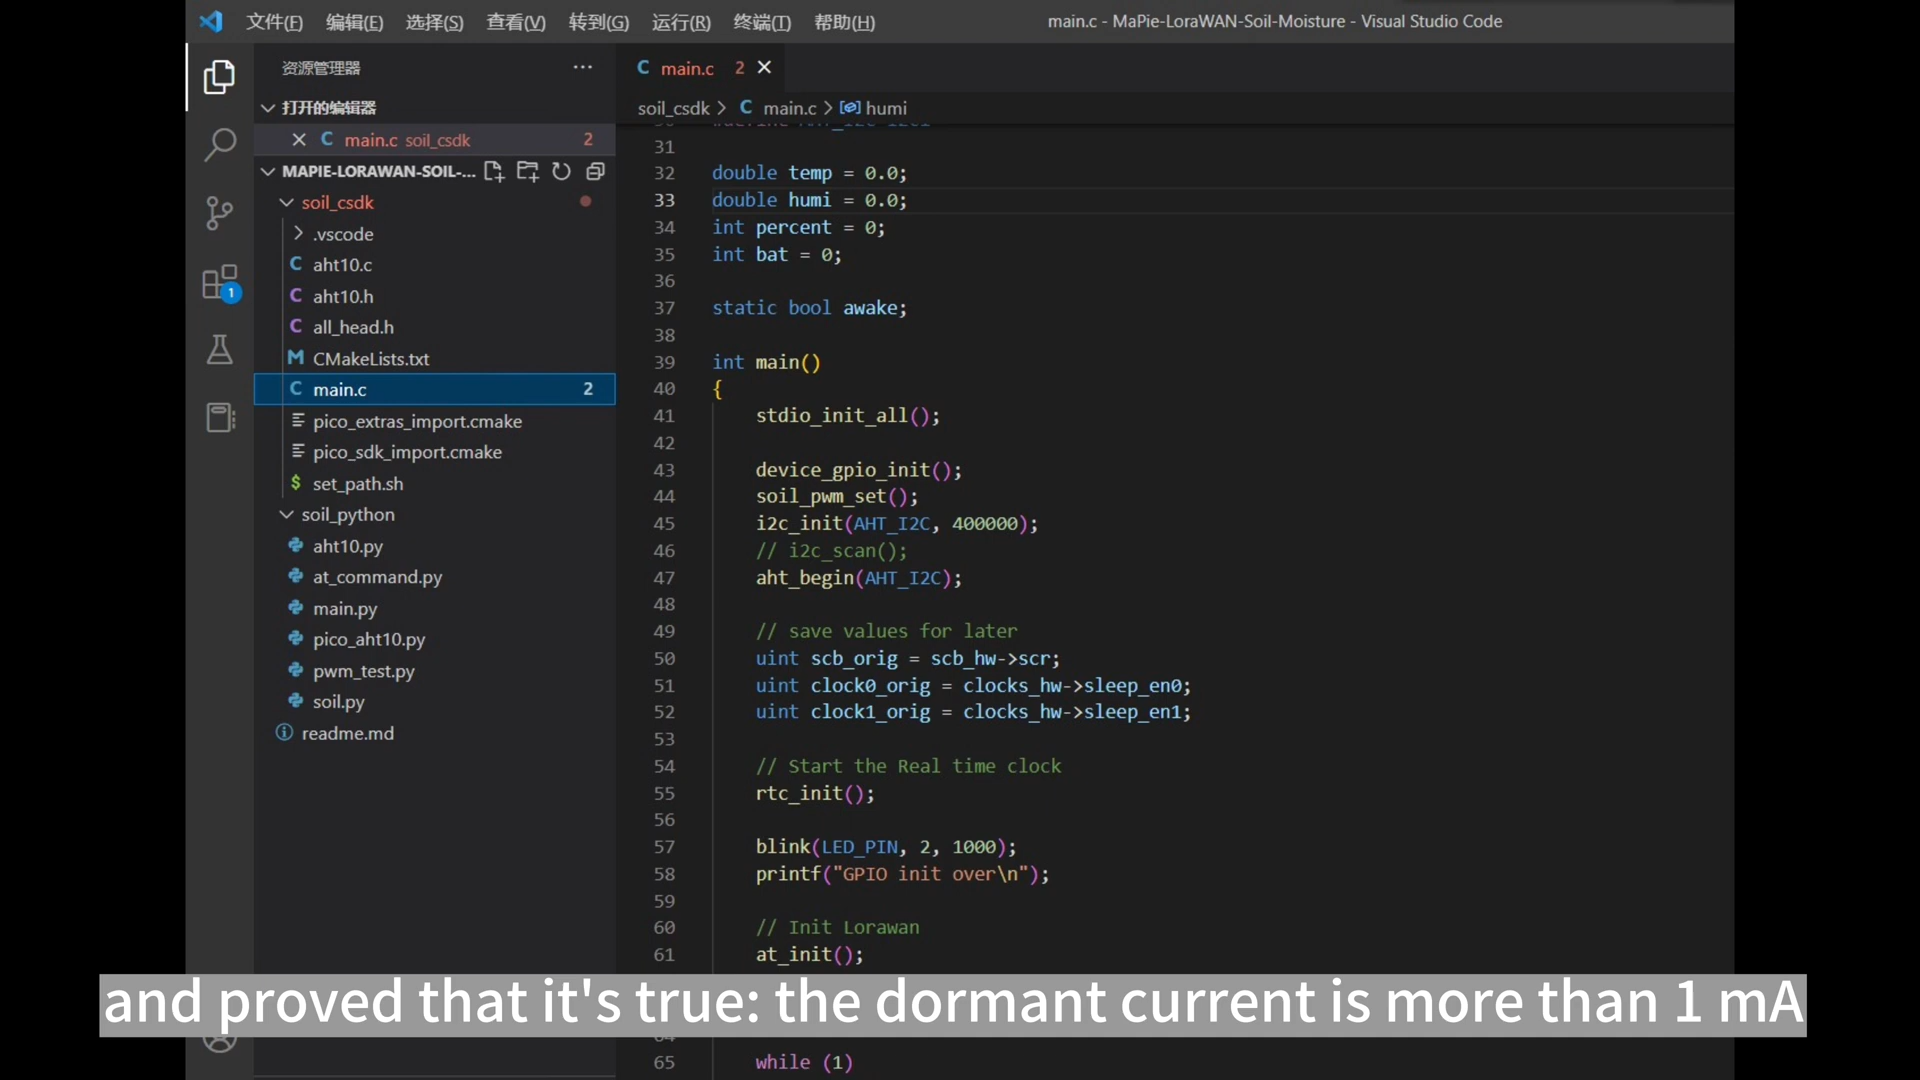 文件(F) 编辑(E) 选择(S) 查看(V) 转到(G) 运行(R) 终端(T) 帮助(H) main.c - MaPie-LoraWAN-Soil-Moisture - Visual Studio Code
资源管理器 ···
打开的编辑器
main.c soil_csdk 2
MAPIE-LORAWAN-SOIL-...
soil_csdk
.vscode
aht10.c
aht10.h
all_head.h
CMakeLists.txt
main.c 2
pico_extras_import.cmake
pico_sdk_import.cmake
set_path.sh
soil_python
aht10.py
at_command.py
main.py
pico_aht10.py
pwm_test.py
soil.py
readme.md
1
main.c 2
soil_csdk > C main.c > humi
31
32 double temp = 0.0;
33 double humi = 0.0;
34 int percent = 0;
35 int bat = 0;
36
37 static bool awake;
38
39 int main()
40 {
41 stdio_init_all();
42
43 device_gpio_init();
44 soil_pwm_set();
45 i2c_init(AHT_I2C, 400000);
46 // i2c_scan();
47 aht_begin(AHT_I2C);
48
49 // save values for later
50 uint scb_orig = scb_hw->scr;
51 uint clock0_orig = clocks_hw->sleep_en0;
52 uint clock1_orig = clocks_hw->sleep_en1;
53
54 // Start the Real time clock
55 rtc_init();
56
57 blink(LED_PIN, 2, 1000);
58 printf("GPIO init over\n");
59
60 // Init Lorawan
61 at_init();
and proved that it's true: the dormant current is more than 1 mA
65 while (1)